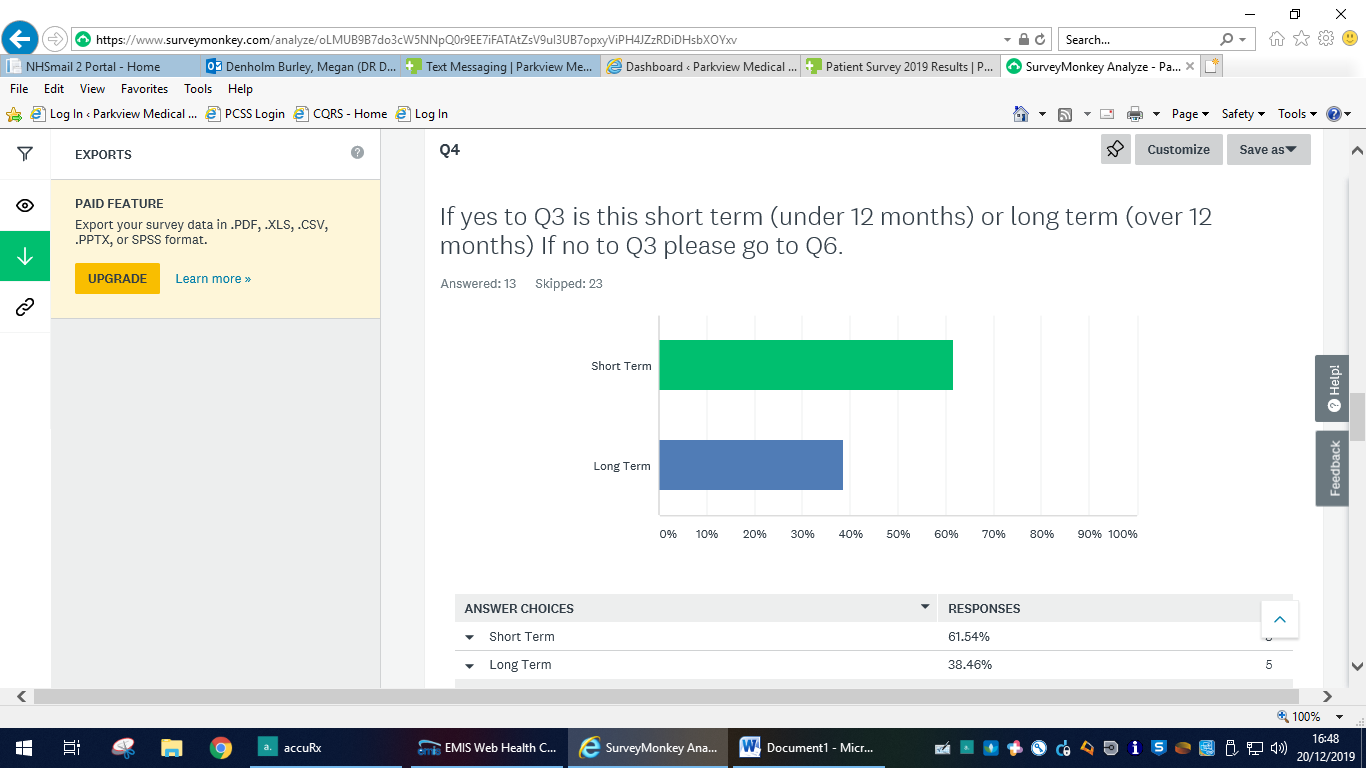 https://www.surveymonkey.com/analyze/oLMUB9B7do3cW5NNpQ0r9EE7iFATAtZsV9ul3UB7opxyViPH4JZzRDiDHsbXOYxv
Search...
NHSmail 2 Portal - Home
Denholm Burley, Megan (DR D...
Text Messaging | Parkview Me...
Dashboard ‹ Parkview Medical ...
Patient Survey 2019 Results | P...
SurveyMonkey Analyze - Pa...
File Edit View Favorites Tools Help
Log In ‹ Parkview Medical ... PCSS Login CQRS - Home Log In
Page Safety Tools
EXPORTS
PAID FEATURE
Export your survey data in .PDF, .XLS, .CSV,
.PPTX, or SPSS format.
UPGRADE Learn more »
Q4
Customize Save as
If yes to Q3 is this short term (under 12 months) or long term (over 12
months) If no to Q3 please go to Q6.
Answered: 13 Skipped: 23
Short Term
Long Term
0% 10% 20% 30% 40% 50% 60% 70% 80% 90% 100%
ANSWER CHOICES RESPONSES
Short Term 61.54%
Long Term 38.46% 5
Help!
Feedback
100%
accuRx
EMIS Web Health C...
SurveyMonkey Ana...
Document1 - Micr...
16:48
20/12/2019